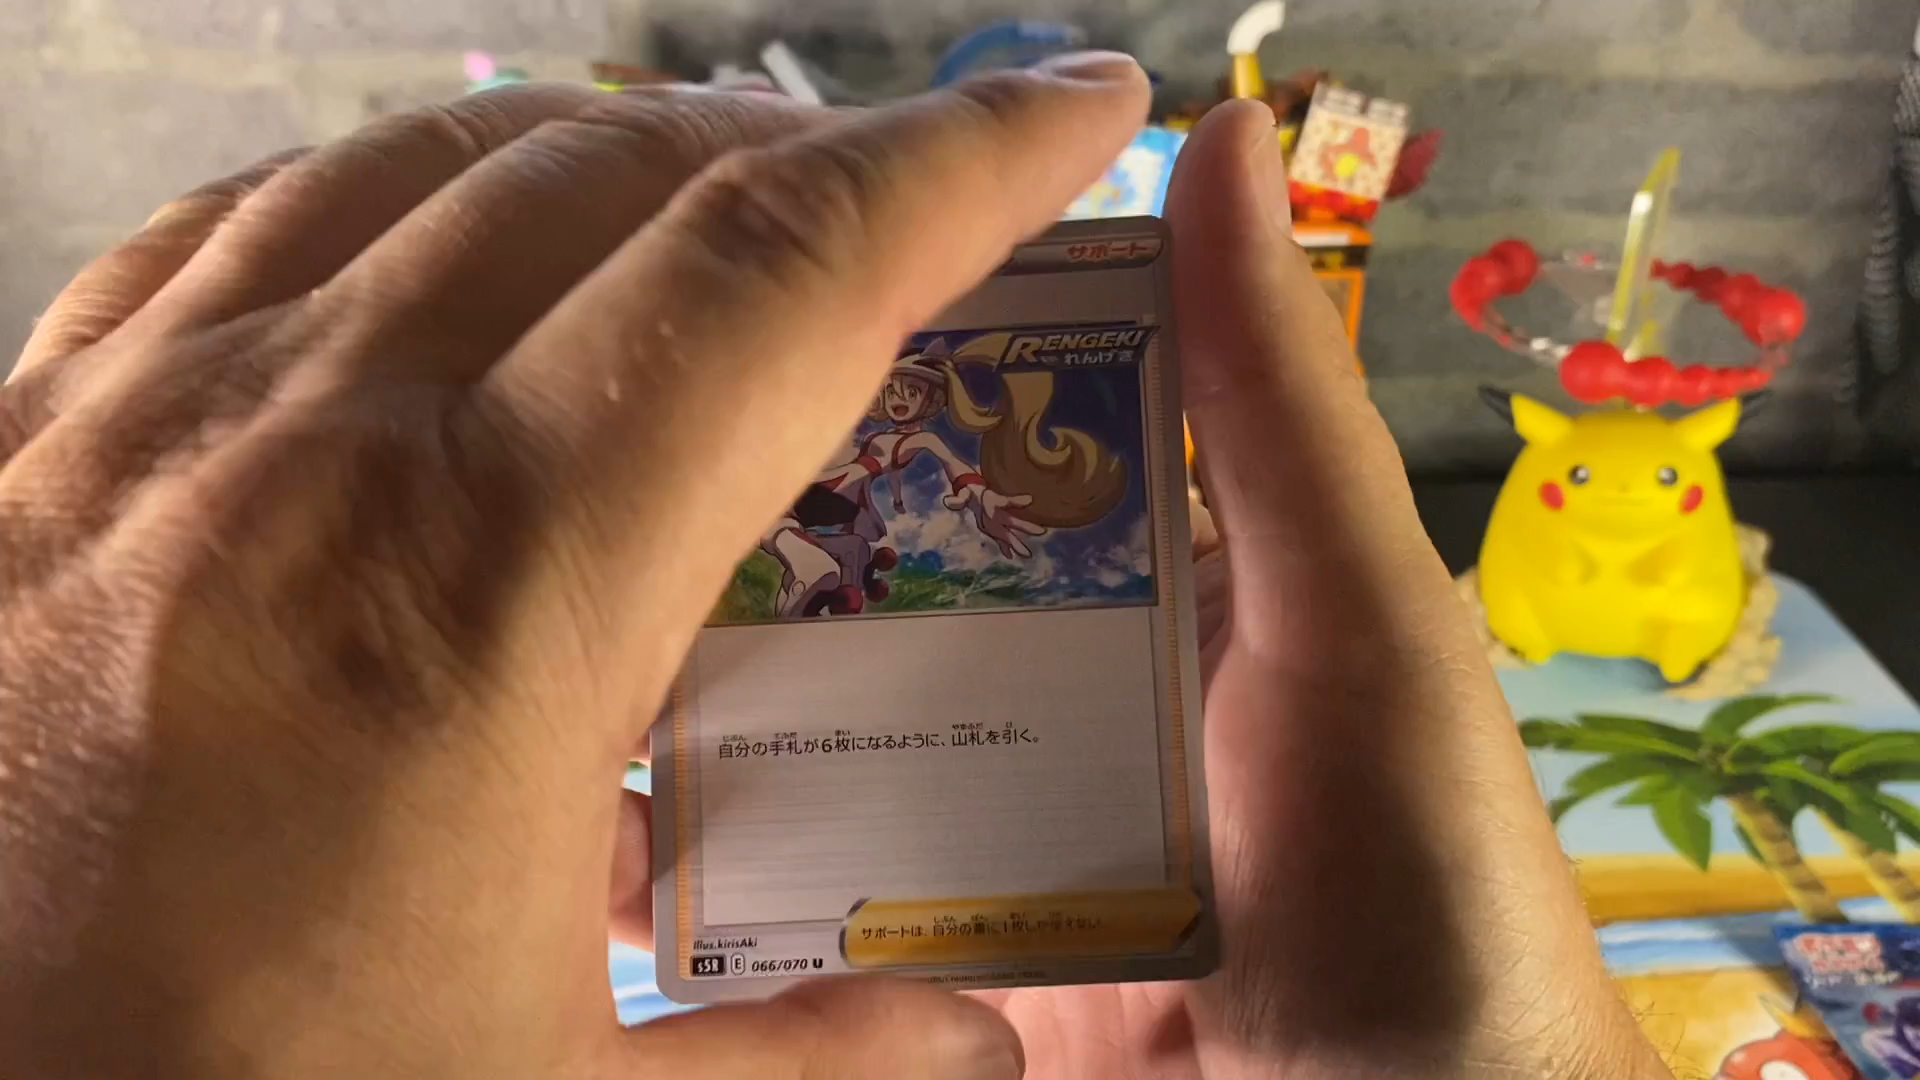 サポート
RENGEKI
れんげき
自分の手札が6枚になるように、山札を引く。
サポートは、自分の番に1枚しか使えない。
illus.kirisAki
s5R E 066/070 U